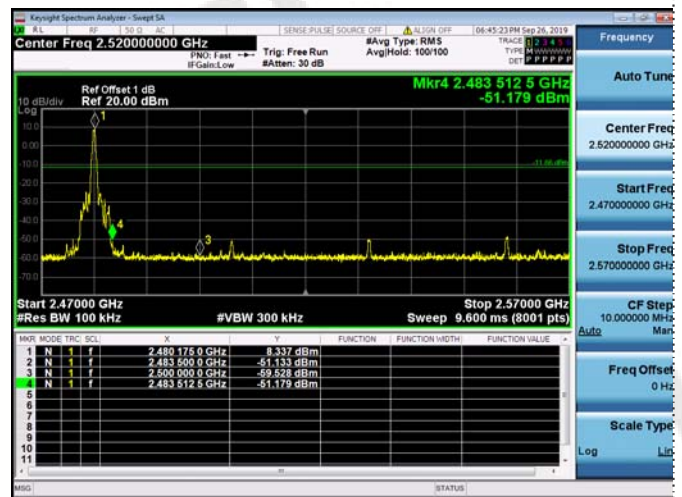 Keysight Spectrum Analyzer - Swept SA
RL RF 50 Ω AC SENSE:PULSE SOURCE OFF ALIGN OFF 06:45:23 PM Sep 26, 2019
Center Freq 2.520000000 GHz
PNO: Fast
IFGain:Low
Trig: Free Run
#Atten: 30 dB
#Avg Type: RMS
Avg|Hold: 100/100
TRACE 1 2 3 4 5 6
TYPE
DET P P P P P P
Frequency
Auto Tune
Center Freq
2.520000000 GHz
Start Freq
2.470000000 GHz
Stop Freq
2.570000000 GHz
CF Step
10.000000 MHz
Auto Man
Freq Offset
0 Hz
Scale Type
Log Lin
Ref Offset 1 dB
10 dB/div Ref 20.00 dBm
Log
Mkr4 2.483 512 5 GHz
-51.179 dBm
10.0
0.00
-10.0
-20.0
-30.0
-40.0
-50.0
-60.0
-70.0
1
4
3
Start 2.47000 GHz Stop 2.57000 GHz
#Res BW 100 kHz #VBW 300 kHz Sweep 9.600 ms (8001 pts)
MKR MODE TRC SCL X Y FUNCTION FUNCTION WIDTH FUNCTION VALUE
1 N 1 f 2.480 175 0 GHz 8.337 dBm
2 N 1 f 2.483 500 0 GHz -51.133 dBm
3 N 1 f 2.500 000 0 GHz -59.528 dBm
4 N 1 f 2.483 512 5 GHz -51.179 dBm
5
6
7
8
9
10
11
MSG STATUS